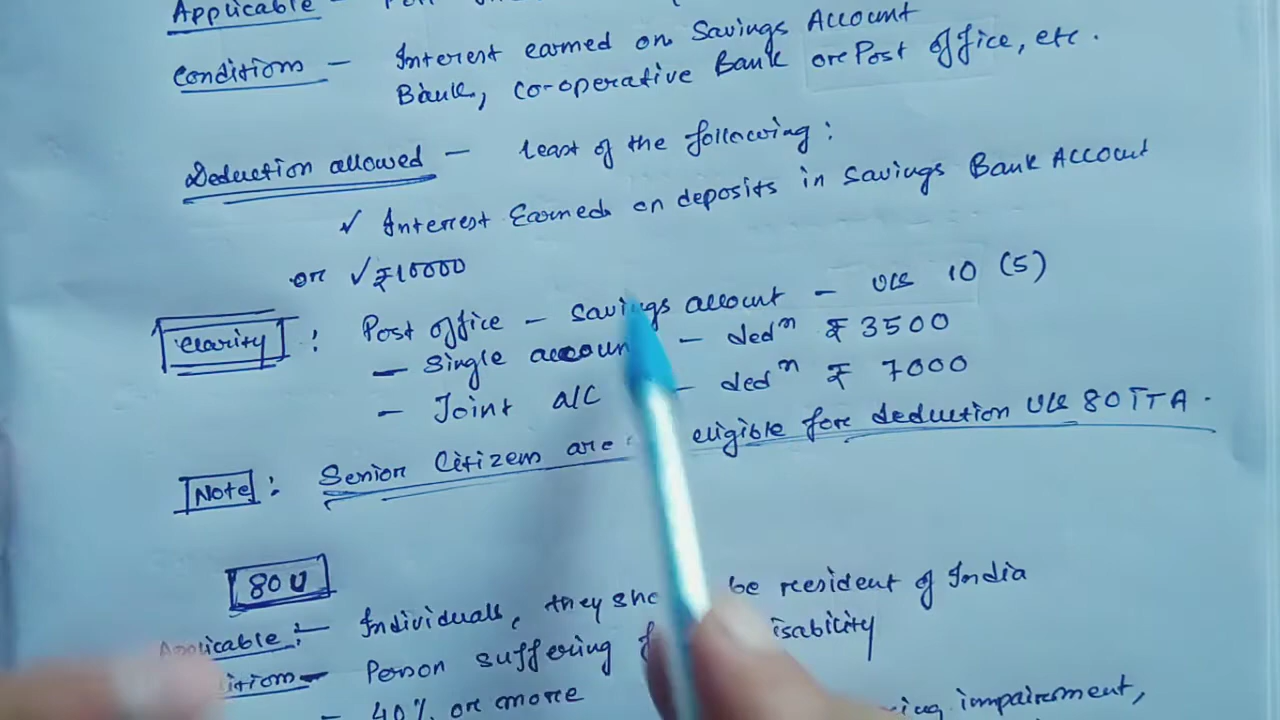 Applicable -
Conditions - Interest earned on Savings Account
Bank, co-operative Bank or Post office, etc.
Deduction allowed - least of the following:
✓ Interest Earned on deposits in Savings Bank Account
or ✓ ₹10000
Clarity : Post office - Savings account - U/s 10 (5)
- Single accoun - dedⁿ ₹ 3500
- Joint a/c - dedⁿ ₹ 7000
Note : Senior Citizen are eligible for deduction U/s 80TTA.
80U
Applicable :- Individuals, they sho be resident of India
Person suffering isability
- 40% or more ing impairment,